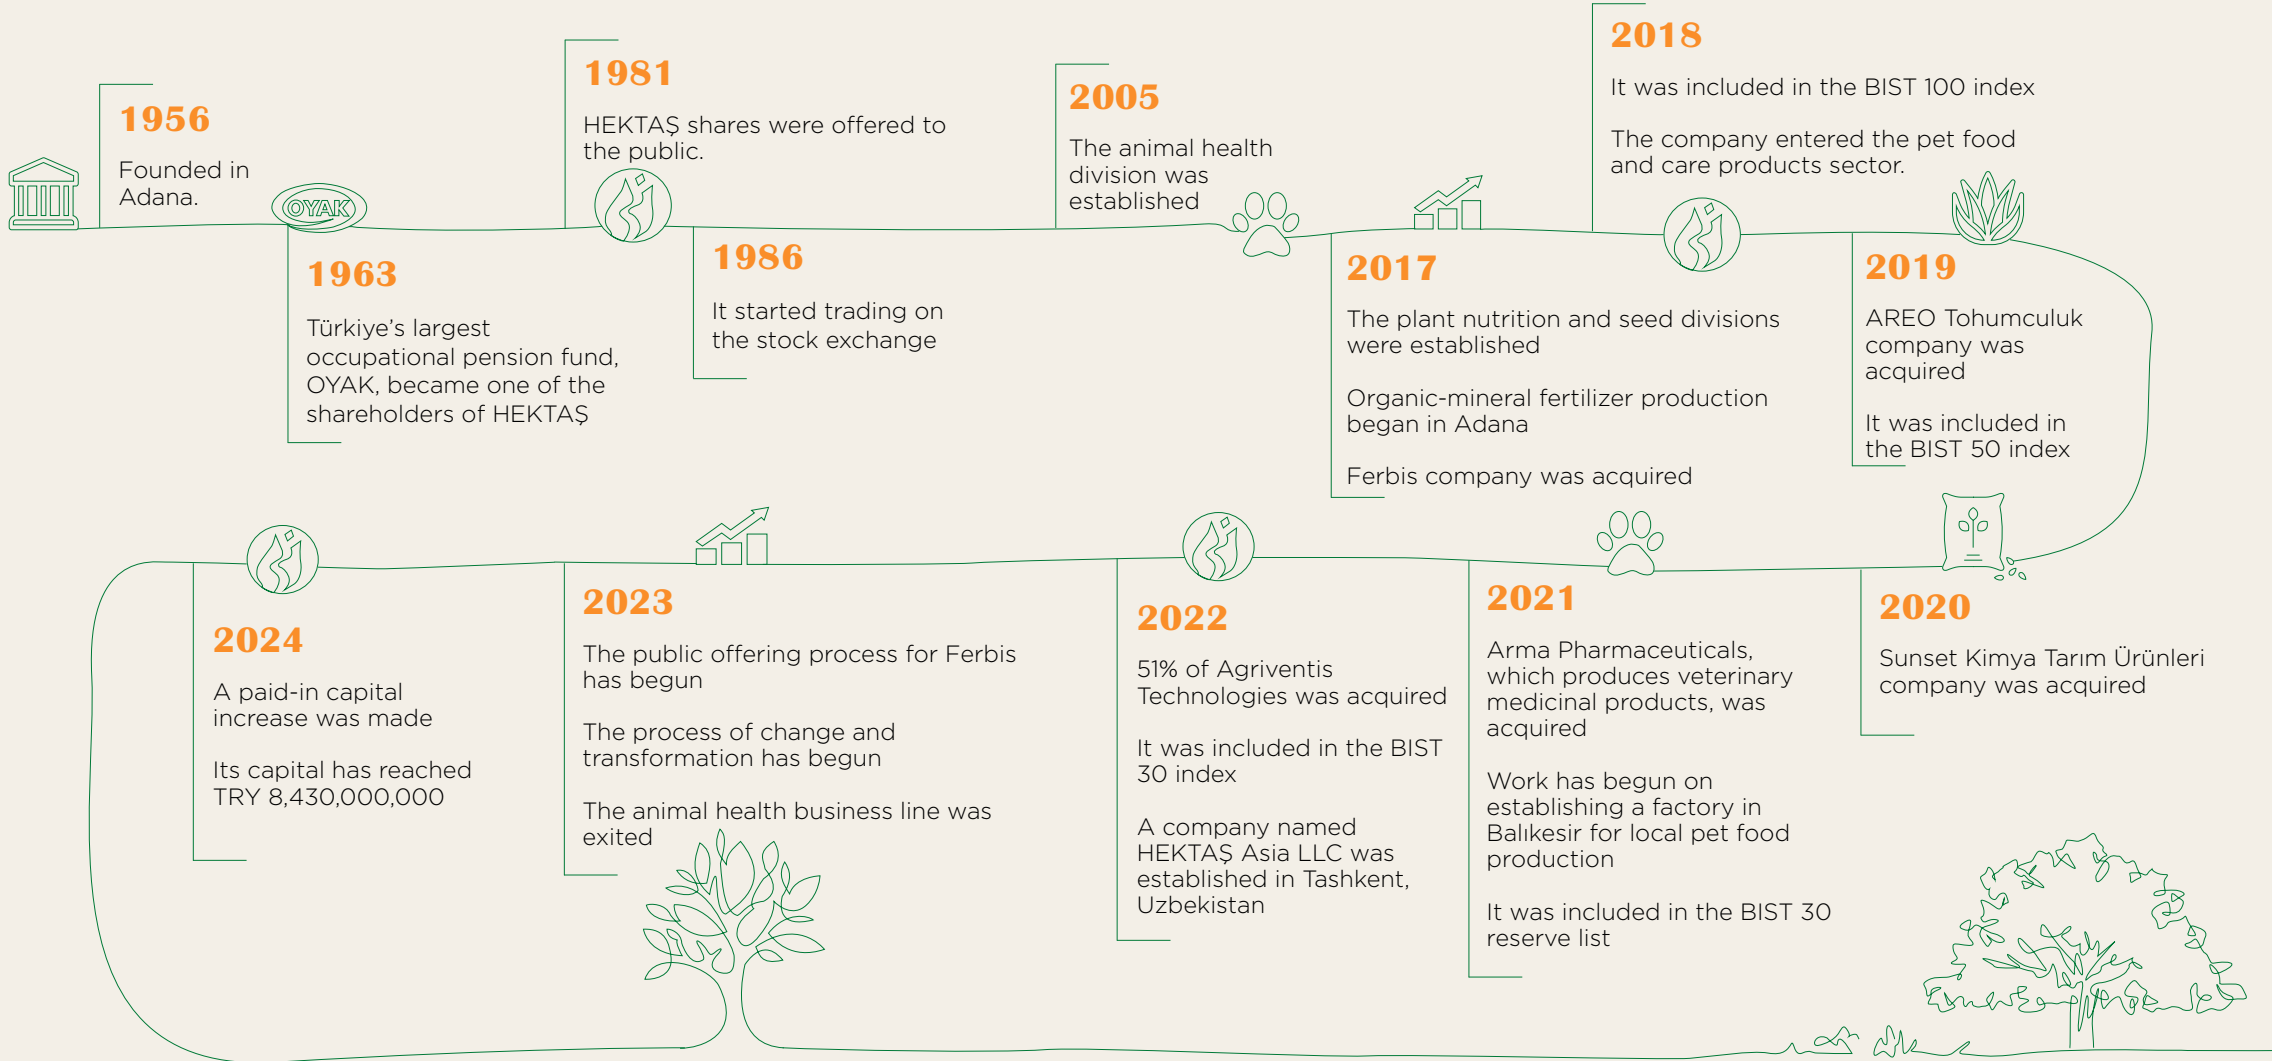 1956
Founded in
Adana.
OYAK
1963
Türkiye's largest
occupational pension fund,
OYAK, became one of the
shareholders of HEKTAŞ
1981
HEKTAŞ shares were offered to
the public.
1986
It started trading on
the stock exchange
2005
The animal health
division was
established
2017
The plant nutrition and seed divisions
were established
Organic-mineral fertilizer production
began in Adana
Ferbis company was acquired
2018
It was included in the BIST 100 index
The company entered the pet food
and care products sector.
2019
AREO Tohumculuk
company was
acquired
It was included in
the BIST 50 index
2020
Sunset Kimya Tarım Ürünleri
company was acquired
2021
Arma Pharmaceuticals,
which produces veterinary
medicinal products, was
acquired
Work has begun on
establishing a factory in
Balıkesir for local pet food
production
It was included in the BIST 30
reserve list
2022
51% of Agriventis
Technologies was acquired
It was included in the BIST
30 index
A company named
HEKTAŞ Asia LLC was
established in Tashkent,
Uzbekistan
2023
The public offering process for Ferbis
has begun
The process of change and
transformation has begun
The animal health business line was
exited
2024
A paid-in capital
increase was made
Its capital has reached
TRY 8,430,000,000